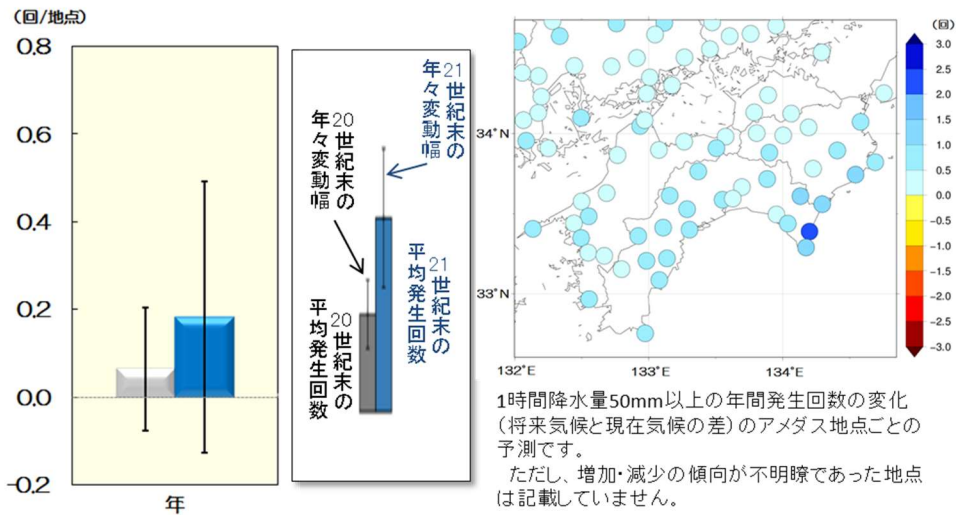 （回/地点）
0.8
0.6
0.4
0.2
0.0
-0.2
年
21世紀末の
年々変動幅
20世紀末の
年々変動幅
21世紀末の
平均発生回数
20世紀末の
平均発生回数
34°N
33°N
132°E
133°E
134°E
(回)
3.0
2.5
2.0
1.5
1.0
0.5
0.0
-0.5
-1.0
-1.5
-2.0
-2.5
-3.0
1時間降水量50mm以上の年間発生回数の変化
（将来気候と現在気候の差）のアメダス地点ごとの
予測です。
ただし、増加・減少の傾向が不明瞭であった地点
は記載していません。